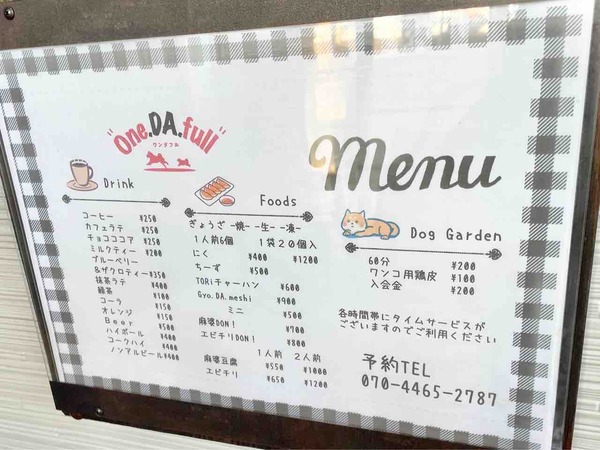 "One.DA.full"
ワンダフル
Menu
Drink
コーヒー ¥250
カフェラテ ¥250
チョコココア ¥250
ミルクティー ¥200
ブルーベリー
&ザクロティー ¥350
抹茶ラテ ¥400
緑茶 ¥100
コーラ ¥150
オレンジ ¥150
Beer ¥500
ハイボール ¥400
コークハイ ¥400
ノンアルビール ¥400
Foods
ぎょうざ -焼- -生- -凍-
1人前6個 1袋20個入
にく ¥400 ¥1200
ちーず ¥500
TORIチャーハン ¥600
Gyo.DA.meshi ¥900
ミニ ¥500
麻婆DON! ¥700
エビチリDON! ¥800
1人前 2人前
麻婆豆腐 ¥550 ¥1000
エビチリ ¥650 ¥1200
Dog Garden
60分 ¥200
ワンコ用鶏皮 ¥100
入会金 ¥200
各時間帯にタイムサービスが
ございますのでご利用ください
予約TEL
070-4465-2787